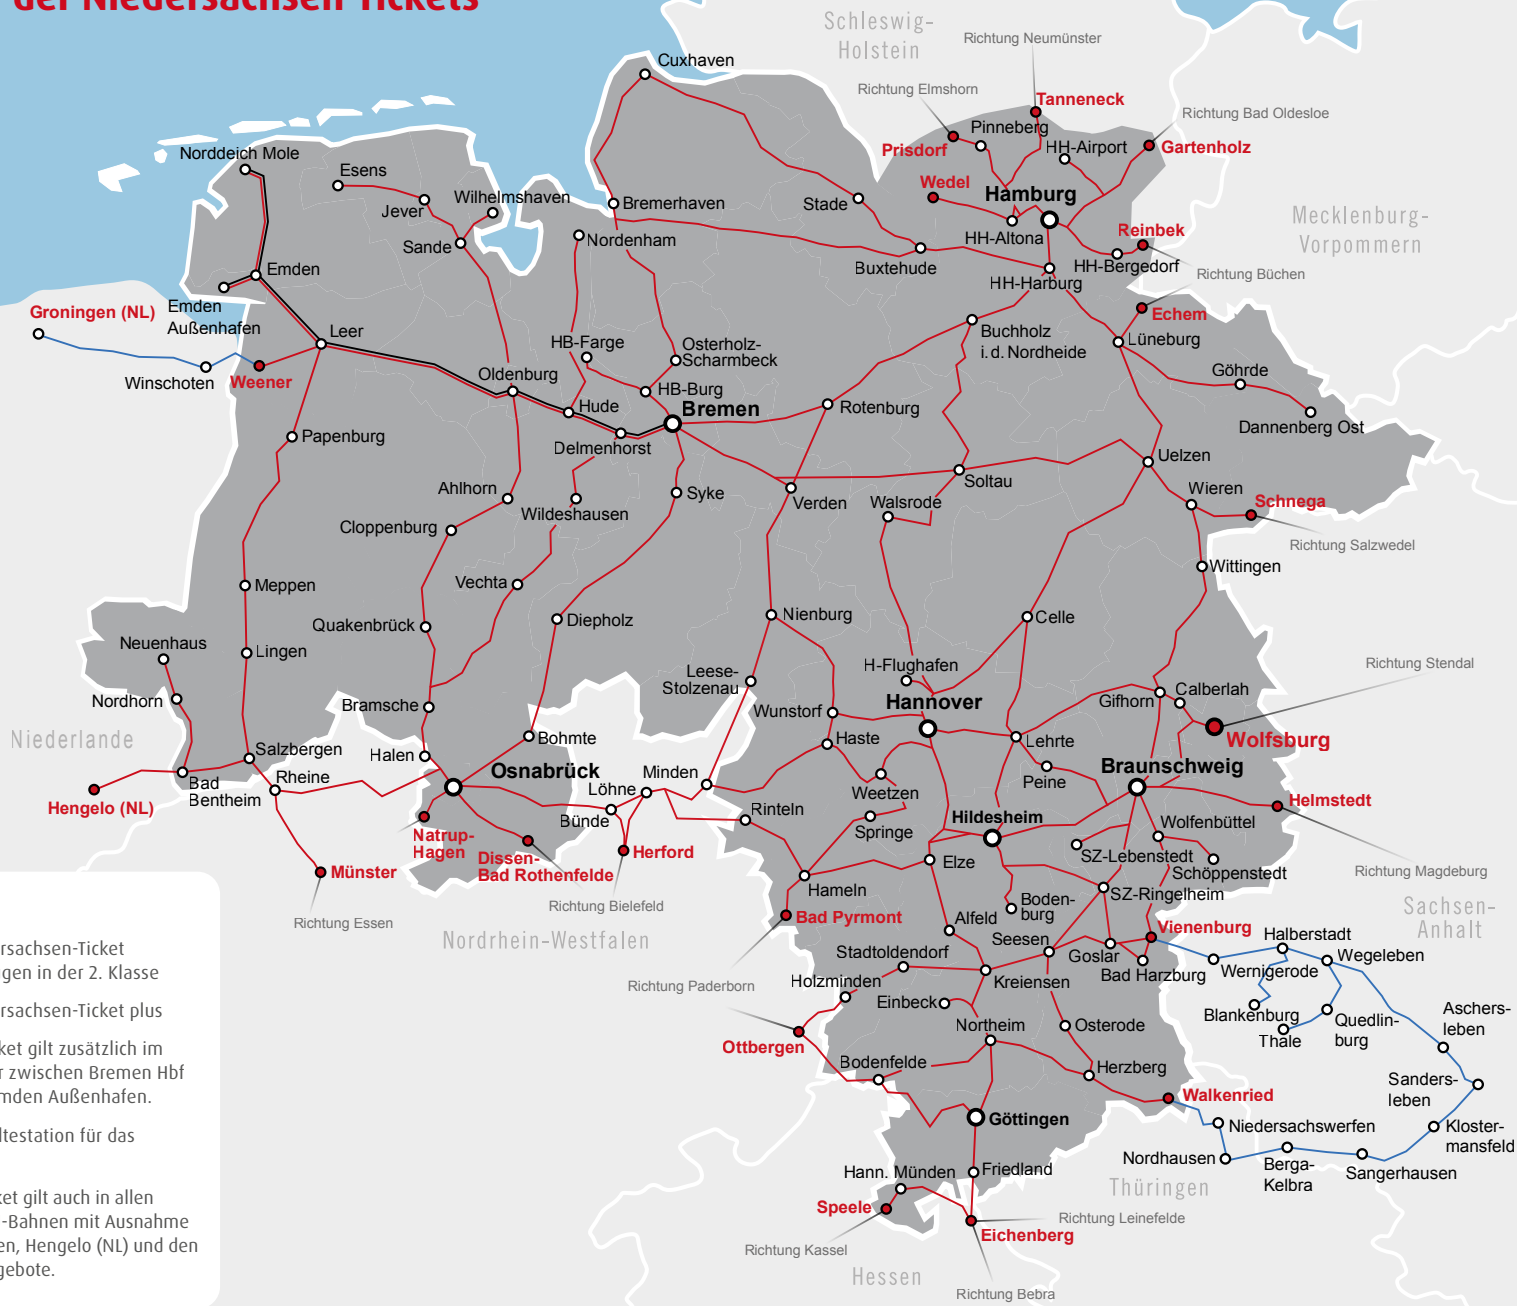 der Niedersachsen-Tickets
Schleswig-
Holstein
Richtung Neumünster
Cuxhaven
Richtung Elmshorn
Tanneck
Richtung Bad Oldesloe
Pinneberg
Prisdorf
HH-Airport
Gartenholz
Norddeich Mole
Esens
Wedel
Hamburg
Jever
Wilhelmshaven
Bremerhaven
Stade
Mecklenburg-
Vorpommern
Sande
Nordenham
HH-Altona
Reinbek
Buxtehude
HH-Bergedorf
Richtung Büchen
Emden
HH-Harburg
Groningen (NL)
Emden
Außenhafen
Echem
Leer
HB-Farge
Osterholz-
Scharmbeck
Buchholz
i. d. Nordheide
Lüneburg
Winschoten
Weener
Oldenburg
Göhrde
HB-Burg
Hude
Bremen
Rotenburg
Dannenberg Ost
Papenburg
Delmenhorst
Uelzen
Ahlhorn
Syke
Soltau
Wieren
Verden
Walsrode
Schnega
Cloppenburg
Wildeshausen
Richtung Salzwedel
Wittingen
Meppen
Vechta
Quakenbrück
Diepholz
Nienburg
Celle
Neuenhaus
Lingen
Leese-
Stolzenau
H-Flughafen
Richtung Stendal
Nordhorn
Bramsche
Wunstorf
Hannover
Gifhorn
Calberlah
Niederlande
Salzbergen
Halen
Bohmte
Haste
Lehrte
Wolfsburg
Bad
Bentheim
Rheine
Osnabrück
Löhne
Minden
Weetzen
Peine
Braunschweig
Hengelo (NL)
Bünde
Rinteln
Springe
Hildesheim
Wolfenbüttel
Helmstedt
Natrup-
Hagen
Dissen-
Bad Rothenfelde
Herford
Elze
SZ-Lebenstedt
Schöppenstedt
Münster
Hameln
Richtung Magdeburg
Richtung Essen
Richtung Bielefeld
Boden-
burg
SZ-Ringelheim
Sachsen-
Anhalt
Nordrhein-Westfalen
Bad Pyrmont
Alfeld
Seesen
Goslar
Vienenburg
Halberstadt
Wegeleben
ersachsen-Ticket
gen in der 2. Klasse
Stadtoldendorf
Bad Harzburg
Wernigerode
Richtung Paderborn
Holzminden
Kreiensen
Einbeck
Blankenburg
Thale
Quedlin-
burg
Aschers-
leben
ersachsen-Ticket plus
ket gilt zusätzlich im
r zwischen Bremen Hbf
mden Außenhafen.
Ottbergen
Northeim
Osterode
Bodenfelde
Herzberg
Sanders-
leben
Walkenried
ltestation für das
Göttingen
Niedersachswerfen
Kloster-
mansfeld
Nordhausen
Berga-
Kelbra
Sangerhausen
Hann. Münden
Friedland
Thüringen
ket gilt auch in allen
-Bahnen mit Ausnahme
en, Hengelo (NL) und den
gebote.
Speele
Richtung Leinefelde
Eichenberg
Richtung Kassel
Hessen
Richtung Bebra